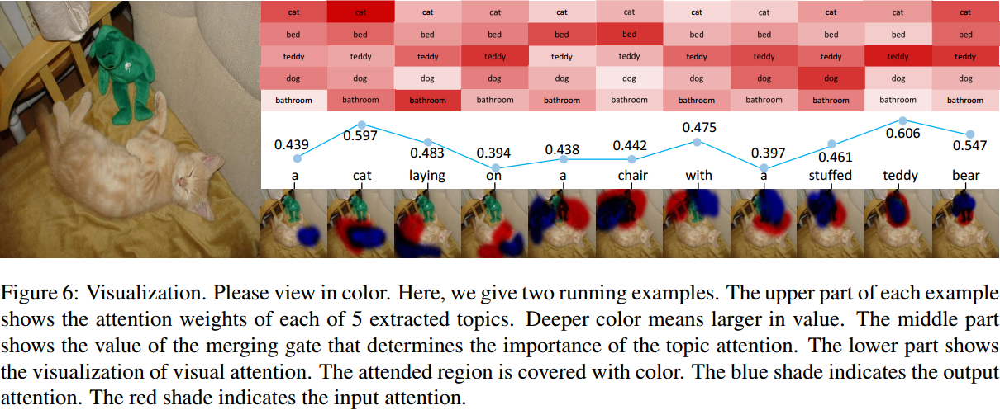 cat cat cat cat cat cat cat cat cat cat cat
bed bed bed bed bed bed bed bed bed bed bed
teddy teddy teddy teddy teddy teddy teddy teddy teddy teddy teddy
dog dog dog dog dog dog dog dog dog dog dog
bathroom bathroom bathroom bathroom bathroom bathroom bathroom bathroom bathroom bathroom bathroom
0.439 0.597 0.483 0.394 0.438 0.442 0.475 0.397 0.461 0.606 0.547
a cat laying on a chair with a stuffed teddy bear
Figure 6: Visualization. Please view in color. Here, we give two running examples. The upper part of each example
shows the attention weights of each of 5 extracted topics. Deeper color means larger in value. The middle part
shows the value of the merging gate that determines the importance of the topic attention. The lower part shows
the visualization of visual attention. The attended region is covered with color. The blue shade indicates the output
attention. The red shade indicates the input attention.